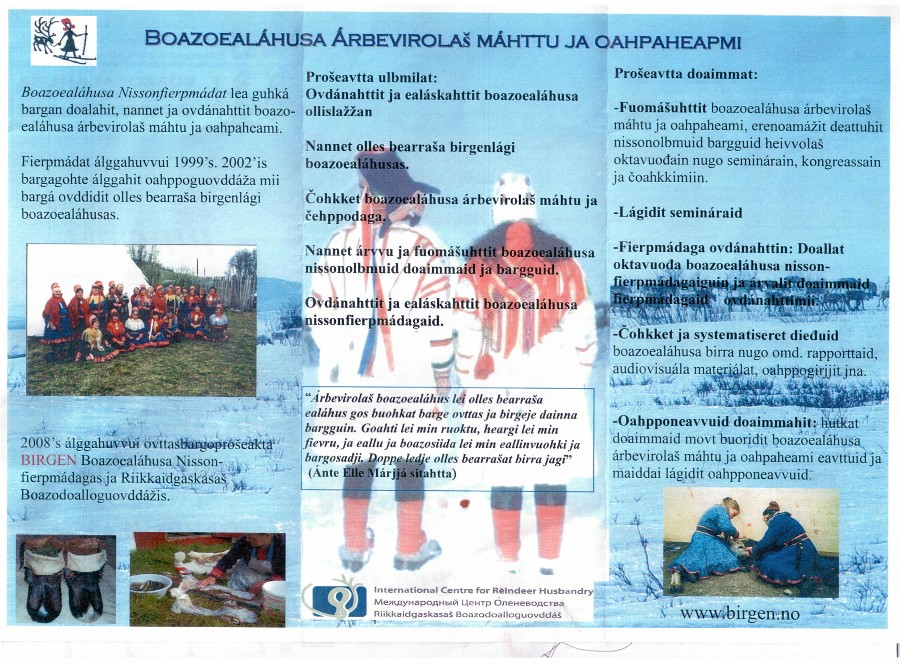 BOAZOEALÁHUSA ÁRBEVIROLAŠ MÁHTTU JA OAHPAHEAPMI
Boazoealáhusa Nissonfierpmádat lea guhká
bargan doalahit, nannet ja ovdánahttit boazo-
ealáhusa árbevirolaš máhtu ja oahpaheami.
Fierpmádat álggahuvvui 1999's. 2002'is
bargagohte álggahit oahppoguovddáža mii
bargá ovddidit olles bearraša birgenlági
boazoealáhusas.
2008's álggahuvvui ovttasbargoprošeakta
BIRGEN Boazoealáhusa Nisson-
fierpmádagas ja Riikkaidgaskasaš
Boazodoalloguovddážis.
Prošeavtta ulbmilat:
Ovdánahttit ja ealáskahttit boazoealáhusa
ollislažžan
Nannet olles bearraša birgenlági
boazoealáhusas.
Čohkket boazoealáhusa árbevirolaš máhtu ja
čehppodaga.
Nannet árvvu ja fuomášuhttit boazoealáhusa
nissonolbmuid doaimmaid ja bargguid.
Ovdánahttit ja ealáskahttit boazoealáhusa
nissonfierpmádagaid.
“Árbevirolaš boazoealáhus lei olles bearraša
ealáhus gos buohkat barge ovttas ja birgeje dainna
bargguin. Goahti lei min ruoktu, heargi lei min
fievru, ja eallu ja boazosiida lei min eallinvuohki ja
bargosadji. Doppe ledje olles bearrašat birra jagi”
(Ánte Elle Márjjá sitahtta)
International Centre for Reindeer Husbandry
Международный Центр Оленеводства
Riikkaidgaskasaš Boazodoalloguovddáš
Prošeavtta doaimmat:
-Fuomášuhttit boazoealáhusa árbevirolaš
máhtu ja oahpaheami, erenoamážit deattuhit
nissonolbmuid bargguid heivvolaš
oktavuođain nugo seminárain, kongreassain
ja čoahkkimiin.
-Lágidit semináraid
-Fierpmádaga ovdánahttin: Doallat
oktavuođa boazoealáhusa nisson-
fierpmádagaiguin ja árvalit doaimmaid
fierpmádagaid ovdánahttimii.
-Čohkket ja systematiseret dieđuid
boazoealáhusa birra nugo omd. rapporttaid,
audiovisuála materiálat, oahppogirjjit jna.
-Oahpponeavvuid doaimmahit: hutkat
doaimmaid movt buoridit boazoealáhusa
árbevirolaš máhtu ja oahpaheami eavttuid ja
maiddai lágidit oahpponeavvuid.
www.birgen.no